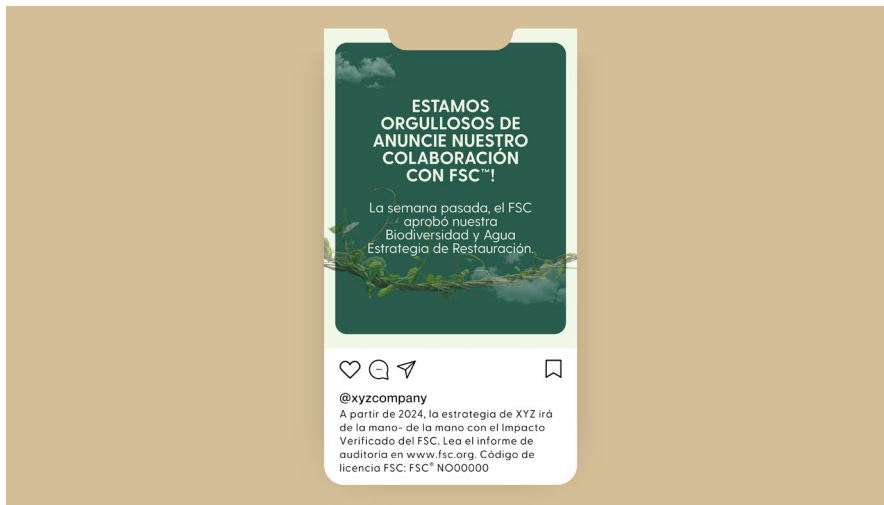 ESTAMOS
ORGULLOSOS DE
ANUNCIE NUESTRO
COLABORACIÓN
CON FSC™!
La semana pasada, el FSC
aprobó nuestra
Biodiversidad y Agua
Estrategia de Restauración.
@xyzcompany
A partir de 2024, la estrategia de XYZ irá
de la mano- de la mano con el Impacto
Verificado del FSC. Lea el informe de
auditoría en www.fsc.org. Código de
licencia FSC: FSC® NO00000